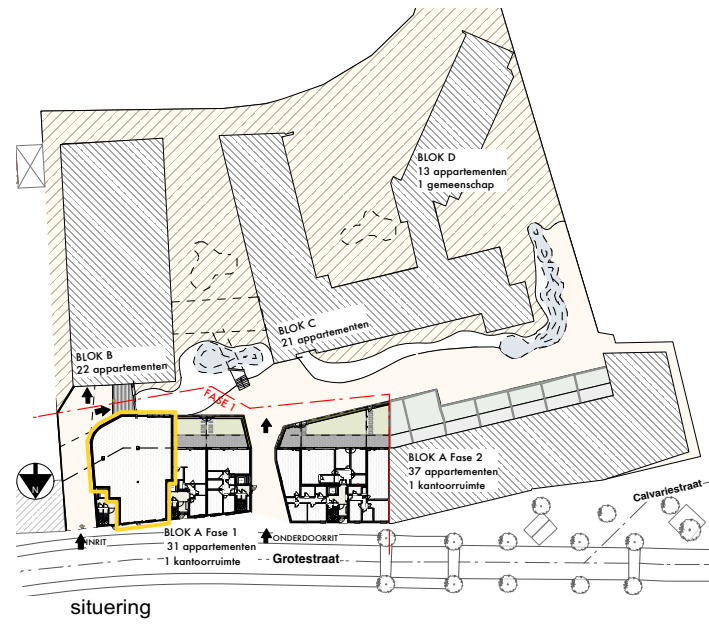 BLOK D
13 appartementen
1 gemeenschap
BLOK C
21 appartementen
BLOK B
22 appartementen
FASE 1
BLOK A Fase 2
37 appartementen
1 kantoorruimte
N
Calvariestraat
INRIT
BLOK A Fase 1
31 appartementen
1 kantoorruimte
ONDERDOORRIT
Grotestraat
situering